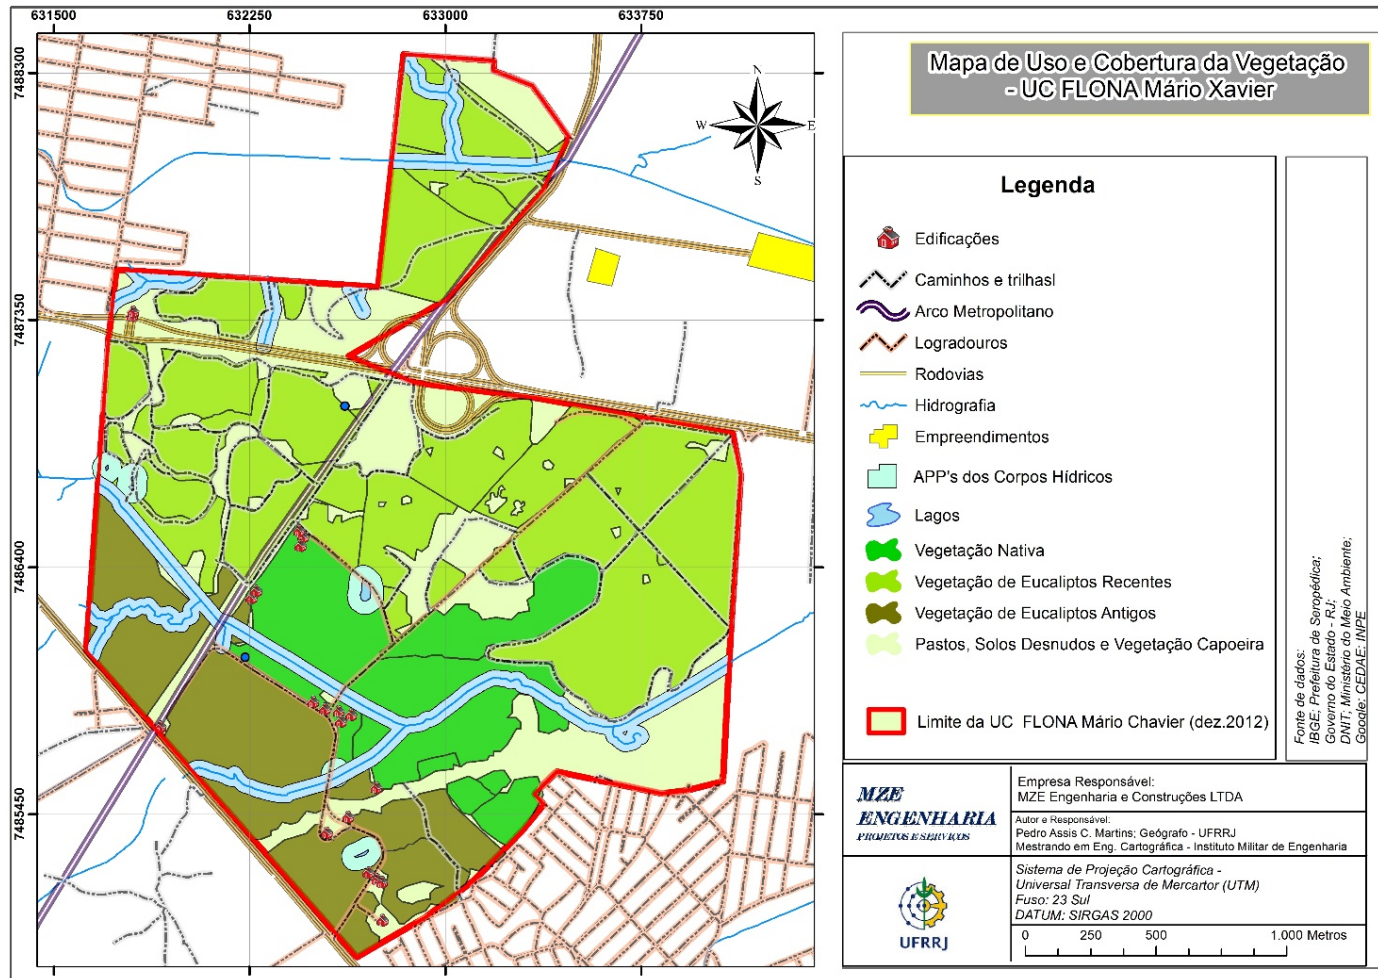 631500 632250 633000 633750
7488300
7487350
7486400
7485450
N
W E
S
Mapa de Uso e Cobertura da Vegetação
- UC FLONA Mário Xavier
Legenda
Edificações
Caminhos e trilhasl
Arco Metropolitano
Logradouros
Rodovias
Hidrografia
Empreendimentos
APP's dos Corpos Hídricos
Lagos
Vegetação Nativa
Vegetação de Eucaliptos Recentes
Vegetação de Eucaliptos Antigos
Pastos, Solos Desnudos e Vegetação Capoeira
Limite da UC FLONA Mário Chavier (dez.2012)
Fonte de dados:
IBGE; Prefeitura de Seropédica;
Governo do Estado - RJ;
DNIT; Ministério do Meio Ambiente;
Google; CEDAE; INPE
MZE
ENGENHARIA
PROJETOS E SERVIÇOS
Empresa Responsável:
MZE Engenharia e Construções LTDA
Autor e Responsável:
Pedro Assis C. Martins; Geógrafo - UFRRJ
Mestrando em Eng. Cartográfica - Instituto Militar de Engenharia
UFRRJ
Sistema de Projeção Cartográfica -
Universal Transversa de Mercartor (UTM)
Fuso: 23 Sul
DATUM: SIRGAS 2000
0 250 500 1.000 Metros